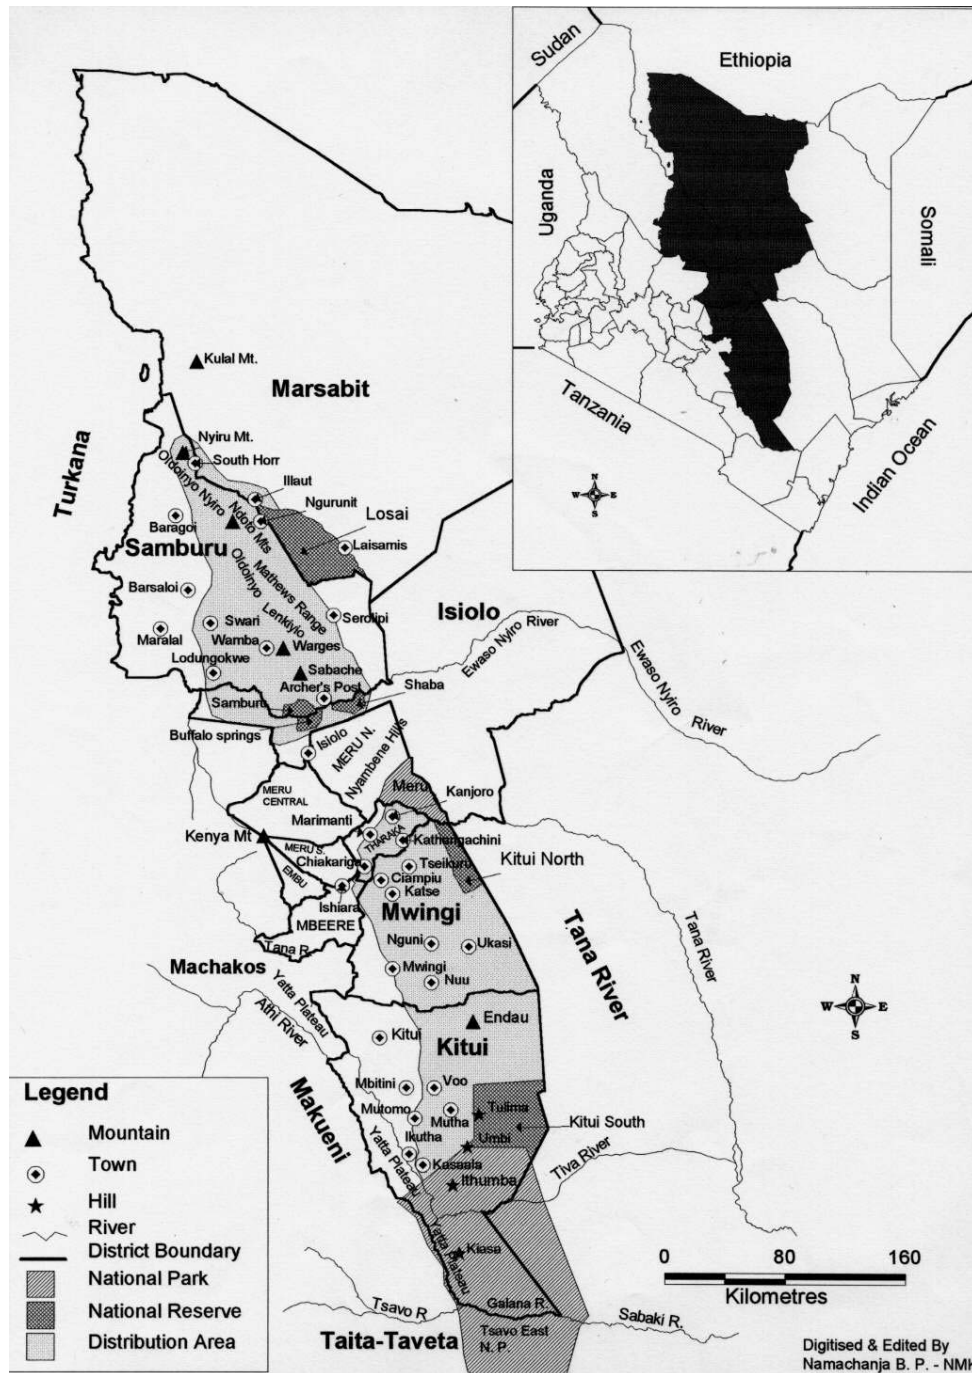 Sudan
Ethiopia
Uganda
Somali
Tanzania
Indian Ocean
N
W E
S
Kulal Mt.
Marsabit
Turkana
Nyiru Mt.
South Horr
Oldoinyo Nyiro
Illaut
Ndoto Mts
Ngurunit
Losai
Baragoi
Samburu
Laisamis
Oldoinyo
Mathews Range
Lenkiyio
Barsaloi
Serolipi
Isiolo
Swari
Maralal
Wamba
Warges
Ewaso Nyiro River
Lodungokwe
Sabache
Archer's Post
Shaba
Ewaso Nyiro
River
Samburu
Buffalo springs
Isiolo
MERU N.
Nyambene Hills
MERU
CENTRAL
Meru
Kanjoro
Marimanti
Kenya Mt
THARAKA
Kathangachini
MERU S.
Chiakariga
Tseikuru
Kitui North
EMBU
Ciampiu
Katse
Ishiara
Mwingi
MBEERE
Nguni
Ukasi
Tana River
Tana River
Tana R.
Machakos
Mwingi
Nuu
Yatta Plateau
Athi River
N
W E
S
Endau
Kitui
Kitui
Makueni
Mbitini
Voo
Mutomo
Mutha
Tulima
Kitui South
Ikutha
Umbi
Yatta Plateau
Kasaala
Tiva River
Ithumba
Yatta Plateau
Kiasa
Tsavo R.
Galana R.
Sabaki R.
Taita-Taveta
Tsavo East
N. P.
Legend
Mountain
Town
Hill
River
District Boundary
National Park
National Reserve
Distribution Area
0 80 160
Kilometres
Digitised & Edited By
Namachanja B. P. - NMK